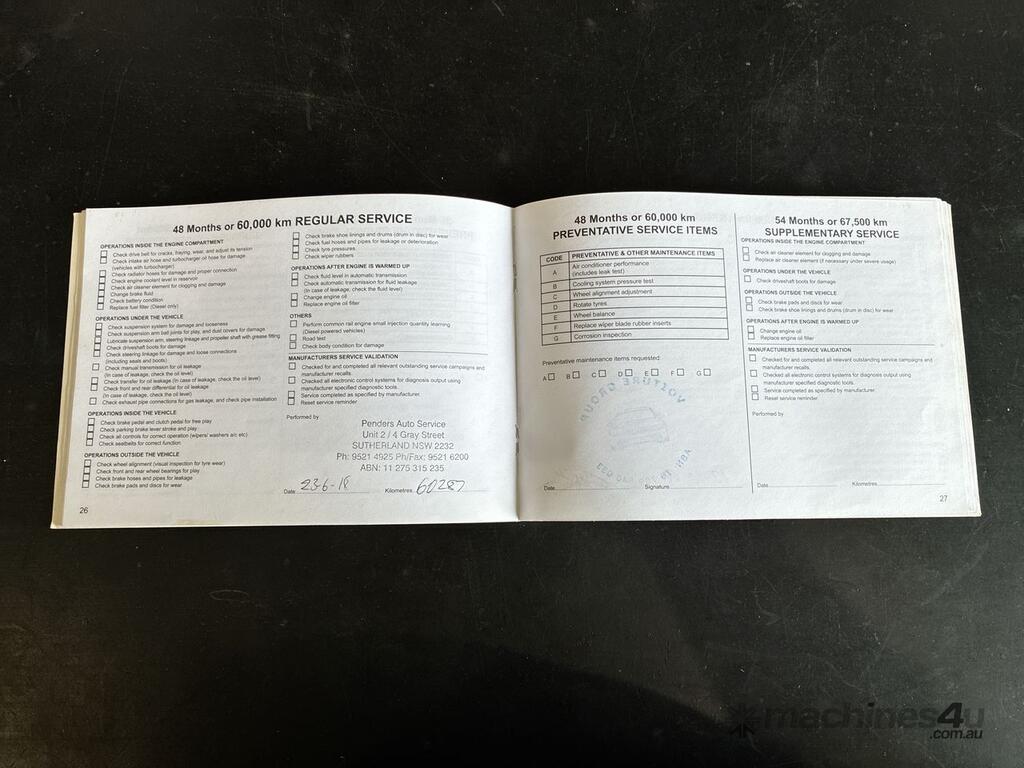 48 Months or 60,000 km REGULAR SERVICE
OPERATIONS INSIDE THE ENGINE COMPARTMENT
Check drive belt for cracks, fraying, wear, and adjust its tension
Check intake air hose and turbocharger oil hose for damage
(vehicles with turbocharger)
Check radiator hoses for damage and proper connection
Check engine coolant level in reservoir
Check air cleaner element for clogging and damage
Change brake fluid
Check battery condition
Replace fuel filter (Diesel only)
OPERATIONS UNDER THE VEHICLE
Check suspension system for damage and looseness
Check suspension arm ball joints for play, and dust covers for damage
Lubricate suspension arm, steering linkage and propeller shaft with grease fitting
Check driveshaft boots for damage
Check steering linkage for damage and loose connections
(including seals and boots)
Check manual transmission for oil leakage
(In case of leakage, check the oil level)
Check transfer for oil leakage (In case of leakage, check the oil level)
Check front and rear differential for oil leakage
(In case of leakage, check the oil level)
Check exhaust pipe connections for gas leakage, and check pipe installation
OPERATIONS INSIDE THE VEHICLE
Check brake pedal and clutch pedal for free play
Check parking brake lever stroke and play
Check all controls for correct operation (wipers/ washers a/c etc)
Check seatbelts for correct function
OPERATIONS OUTSIDE THE VEHICLE
Check wheel alignment (visual inspection for tyre wear)
Check front and rear wheel bearings for play
Check brake hoses and pipes for leakage
Check brake pads and discs for wear
26
Check brake shoe linings and drums (drum in disc) for wear
Check fuel hoses and pipes for leakage or deterioration
Check tyre pressures
Check wiper rubbers
OPERATIONS AFTER ENGINE IS WARMED UP
Check fluid level in automatic transmission
Check automatic transmission for fluid leakage
(In case of leakage, check the fluid level)
Change engine oil
Replace engine oil filter
OTHERS
Perform common rail engine small injection quantity learning
(Diesel powered vehicles)
Road test
Check body condition for damage
MANUFACTURERS SERVICE VALIDATION
Checked for and completed all relevant outstanding service campaigns and
manufacturer recalls.
Checked all electronic control systems for diagnosis output using
manufacturer specified diagnostic tools.
Service completed as specified by manufacturer.
Reset service reminder
Performed by
Penders Auto Service
Unit 2 / 4 Gray Street
SUTHERLAND NSW 2232
Ph: 9521 4925 Ph/Fax: 9521 6200
ABN: 11 275 315 235
Date 23-6-18 Kilometres 60287
48 Months or 60,000 km
PREVENTATIVE SERVICE ITEMS
CODE PREVENTATIVE & OTHER MAINTENANCE ITEMS
A Air conditioner performance
(includes leak test)
B Cooling system pressure test
C Wheel alignment adjustment
D Rotate tyres
E Wheel balance
F Replace wiper blade rubber inserts
G Corrosion inspection
Preventative maintenance items requested:
A B C D E F G
VOITURE GROUP
ABN:
Date Signature
54 Months or 67,500 km
SUPPLEMENTARY SERVICE
OPERATIONS INSIDE THE ENGINE COMPARTMENT
Check air cleaner element for clogging and damage
Replace air cleaner element (if necessary under severe usage)
OPERATIONS UNDER THE VEHICLE
Check driveshaft boots for damage
OPERATIONS OUTSIDE THE VEHICLE
Check brake pads and discs for wear
Check brake shoe linings and drums (drum in disc) for wear
OPERATIONS AFTER ENGINE IS WARMED UP
Change engine oil
Replace engine oil filter
MANUFACTURERS SERVICE VALIDATION
Checked for and completed all relevant outstanding service campaigns and
manufacturer recalls.
Checked all electronic control systems for diagnosis output using
manufacturer specified diagnostic tools.
Service completed as specified by manufacturer.
Reset service reminder.
Performed by
Date Kilometres
27
machines4u
.com.au